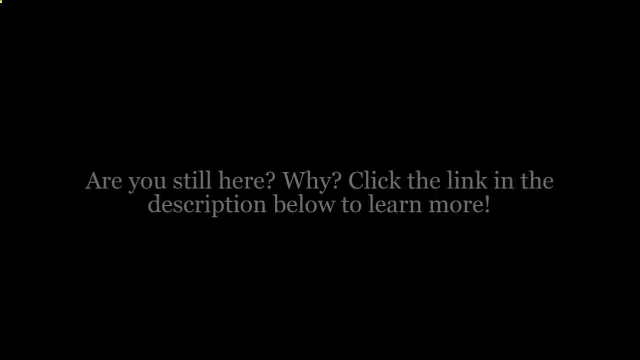 Are you still here? Why? Click the link in the
description below to learn more!